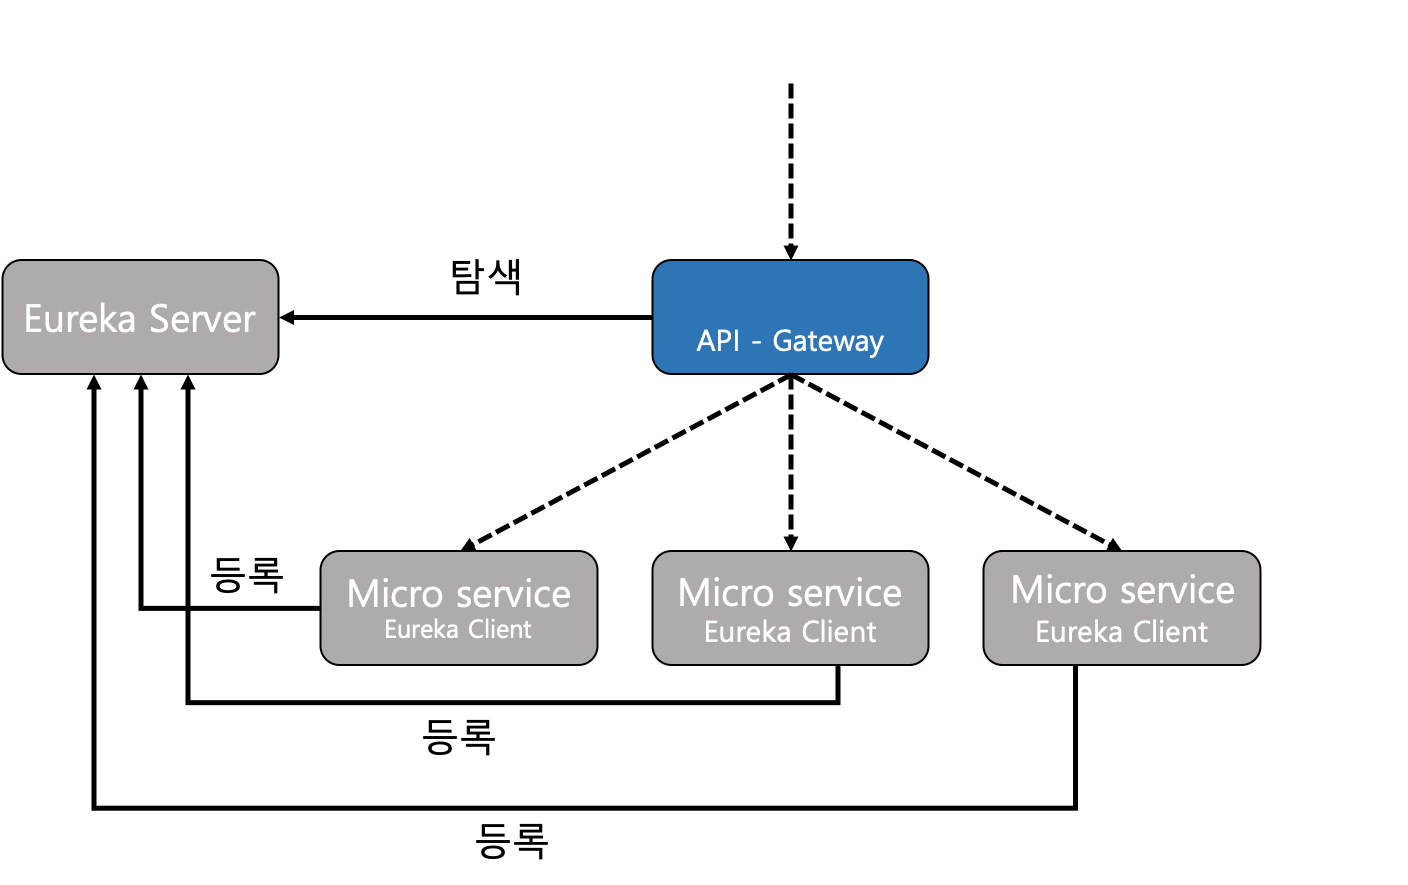 탐색
Eureka Server
API - Gateway
등록
Micro service
Eureka Client
Micro service
Eureka Client
Micro service
Eureka Client
등록
등록